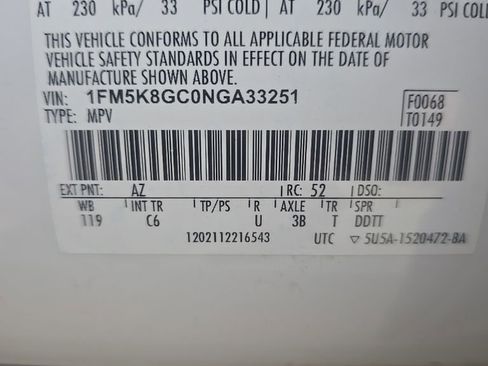 AT 230 kPa/ 33 PSI COLD AT 230 kPa/ 33 PSI COLD
THIS VEHICLE CONFORMS TO ALL APPLICABLE FEDERAL MOTOR
VEHICLE SAFETY STANDARDS IN EFFECT ON THE DATE OF
MANUFACTURE SHOWN ABOVE.
VIN: 1FM5K8GC0NGA33251
F0068
TYPE: MPV
T0149
EXT PNT: AZ RC: 52 DSO:
WB INT TR TP/PS R AXLE TR SPR
119 C6 U 3B T DDTT
1202112216543 UTC ▽ 5U5A-1520472-BA